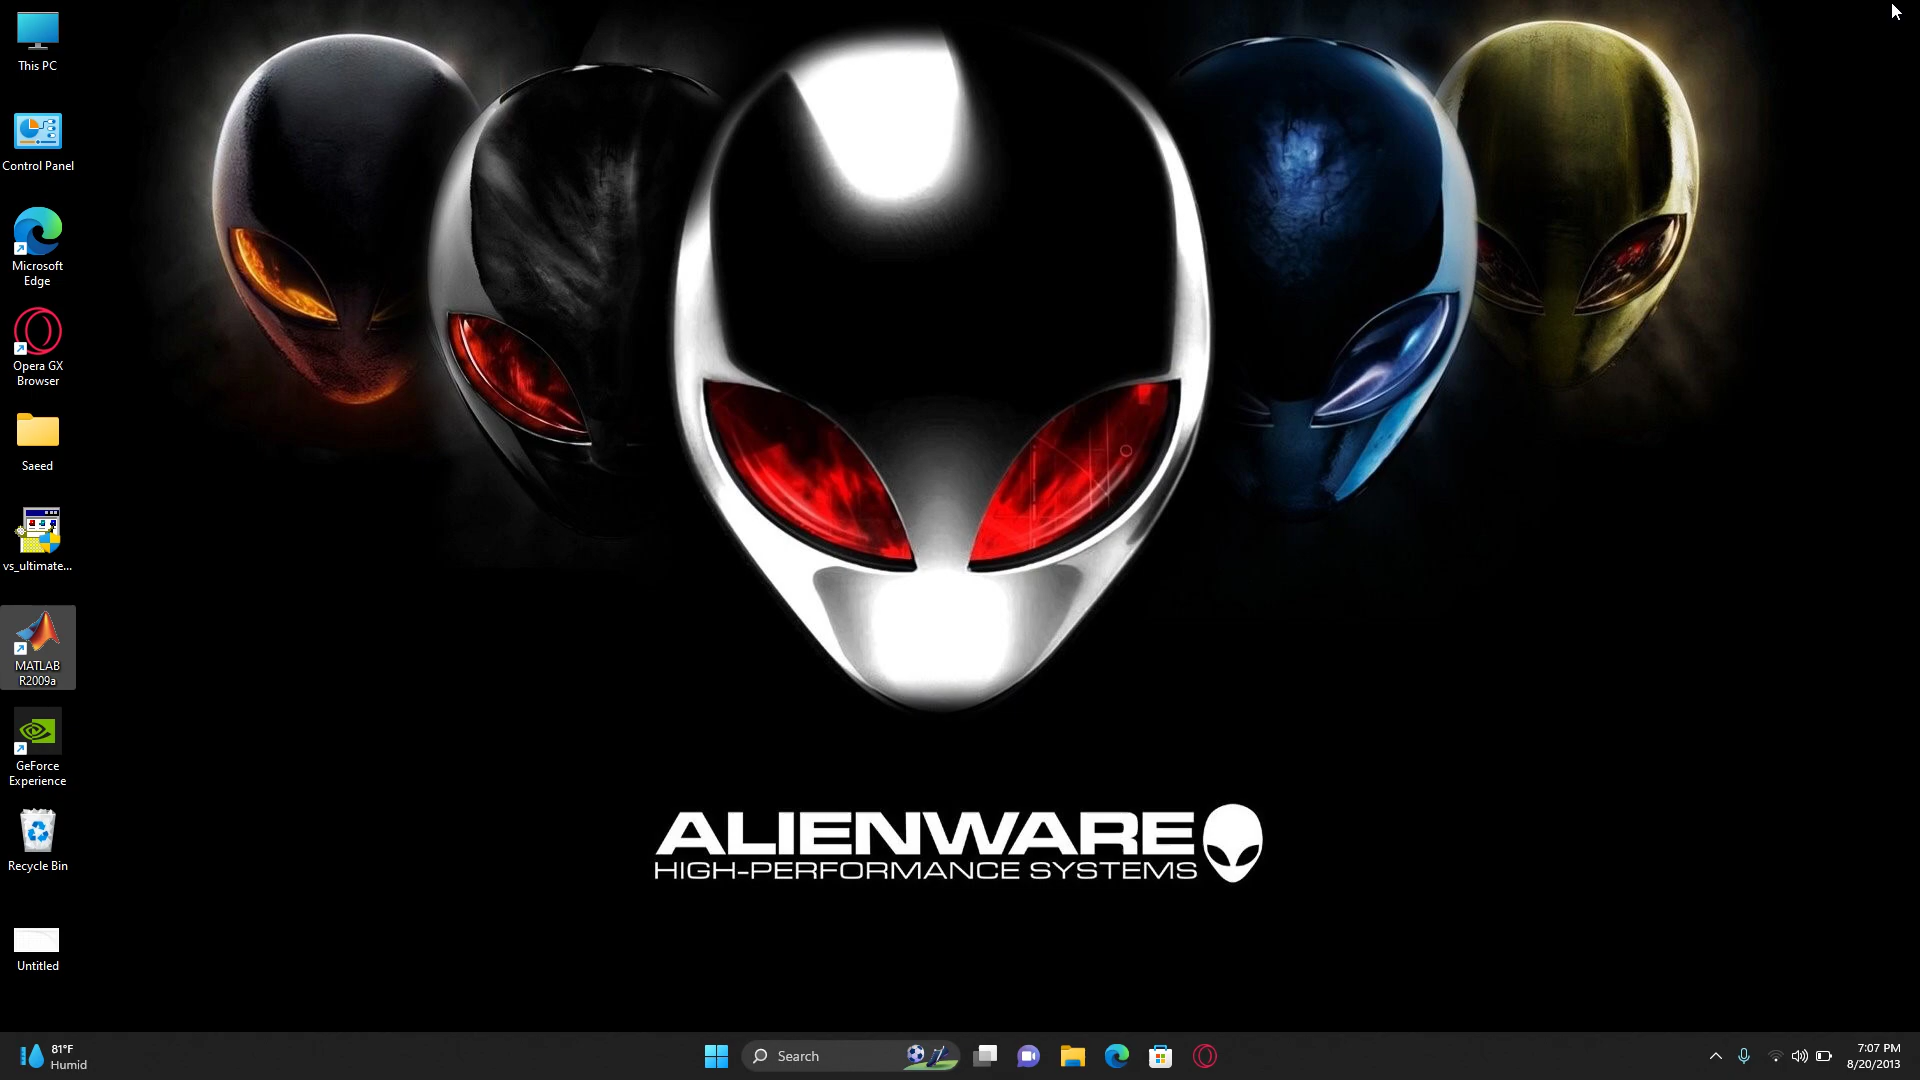 This PC
Control Panel
Microsoft
Edge
Opera GX
Browser
Saeed
vs_ultimate...
MATLAB
R2009a
GeForce
Experience
Recycle Bin
Untitled
ALIENWARE
HIGH-PERFORMANCE SYSTEMS
81°F
Humid
Search
7:07 PM
8/20/2013